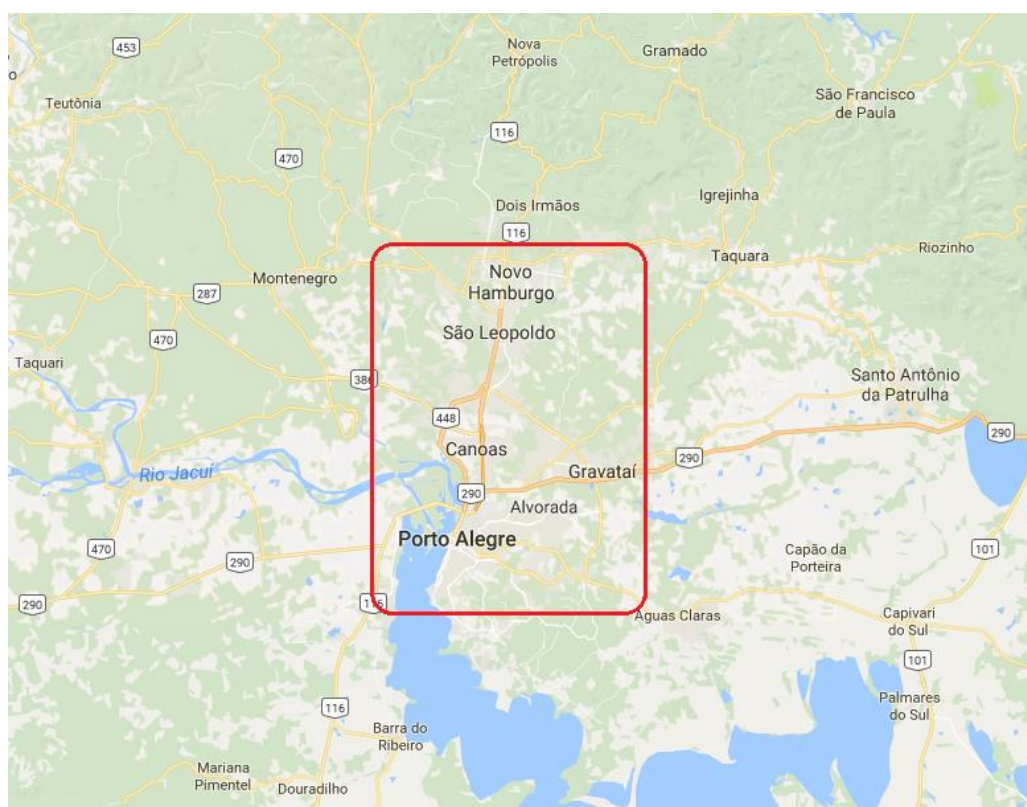 453
Nova
Petrópolis
Gramado
o
Teutônia
São Francisco
de Paula
116
470
Igrejinha
Dois Irmãos
116
Riozinho
Taquara
Novo
Hamburgo
Montenegro
287
São Leopoldo
470
Taquari
386
Santo Antônio
da Patrulha
448
290
Canoas
290
Gravataí
Rio Jacuí
290
Alvorada
Porto Alegre
470
101
Capão da
Porteira
290
290
116
Aguas Claras
Capivari
do Sul
101
116
Palmares
do Sul
Barra do
Ribeiro
Mariana
Pimentel
Douradilho